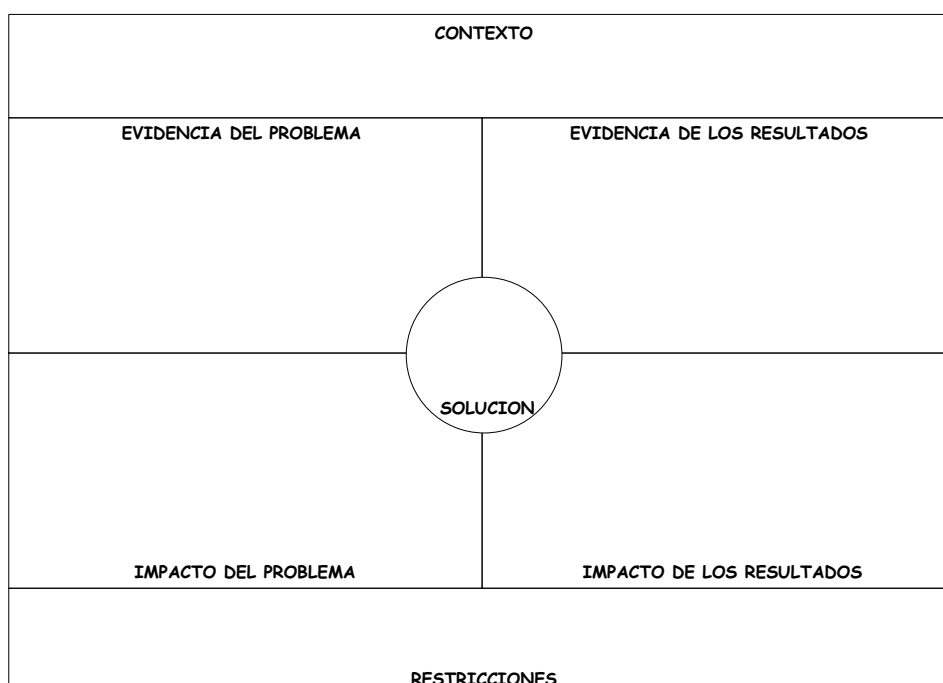 CONTEXTO
EVIDENCIA DEL PROBLEMA
EVIDENCIA DE LOS RESULTADOS
SOLUCION
IMPACTO DEL PROBLEMA
IMPACTO DE LOS RESULTADOS
RESTRICCIONES